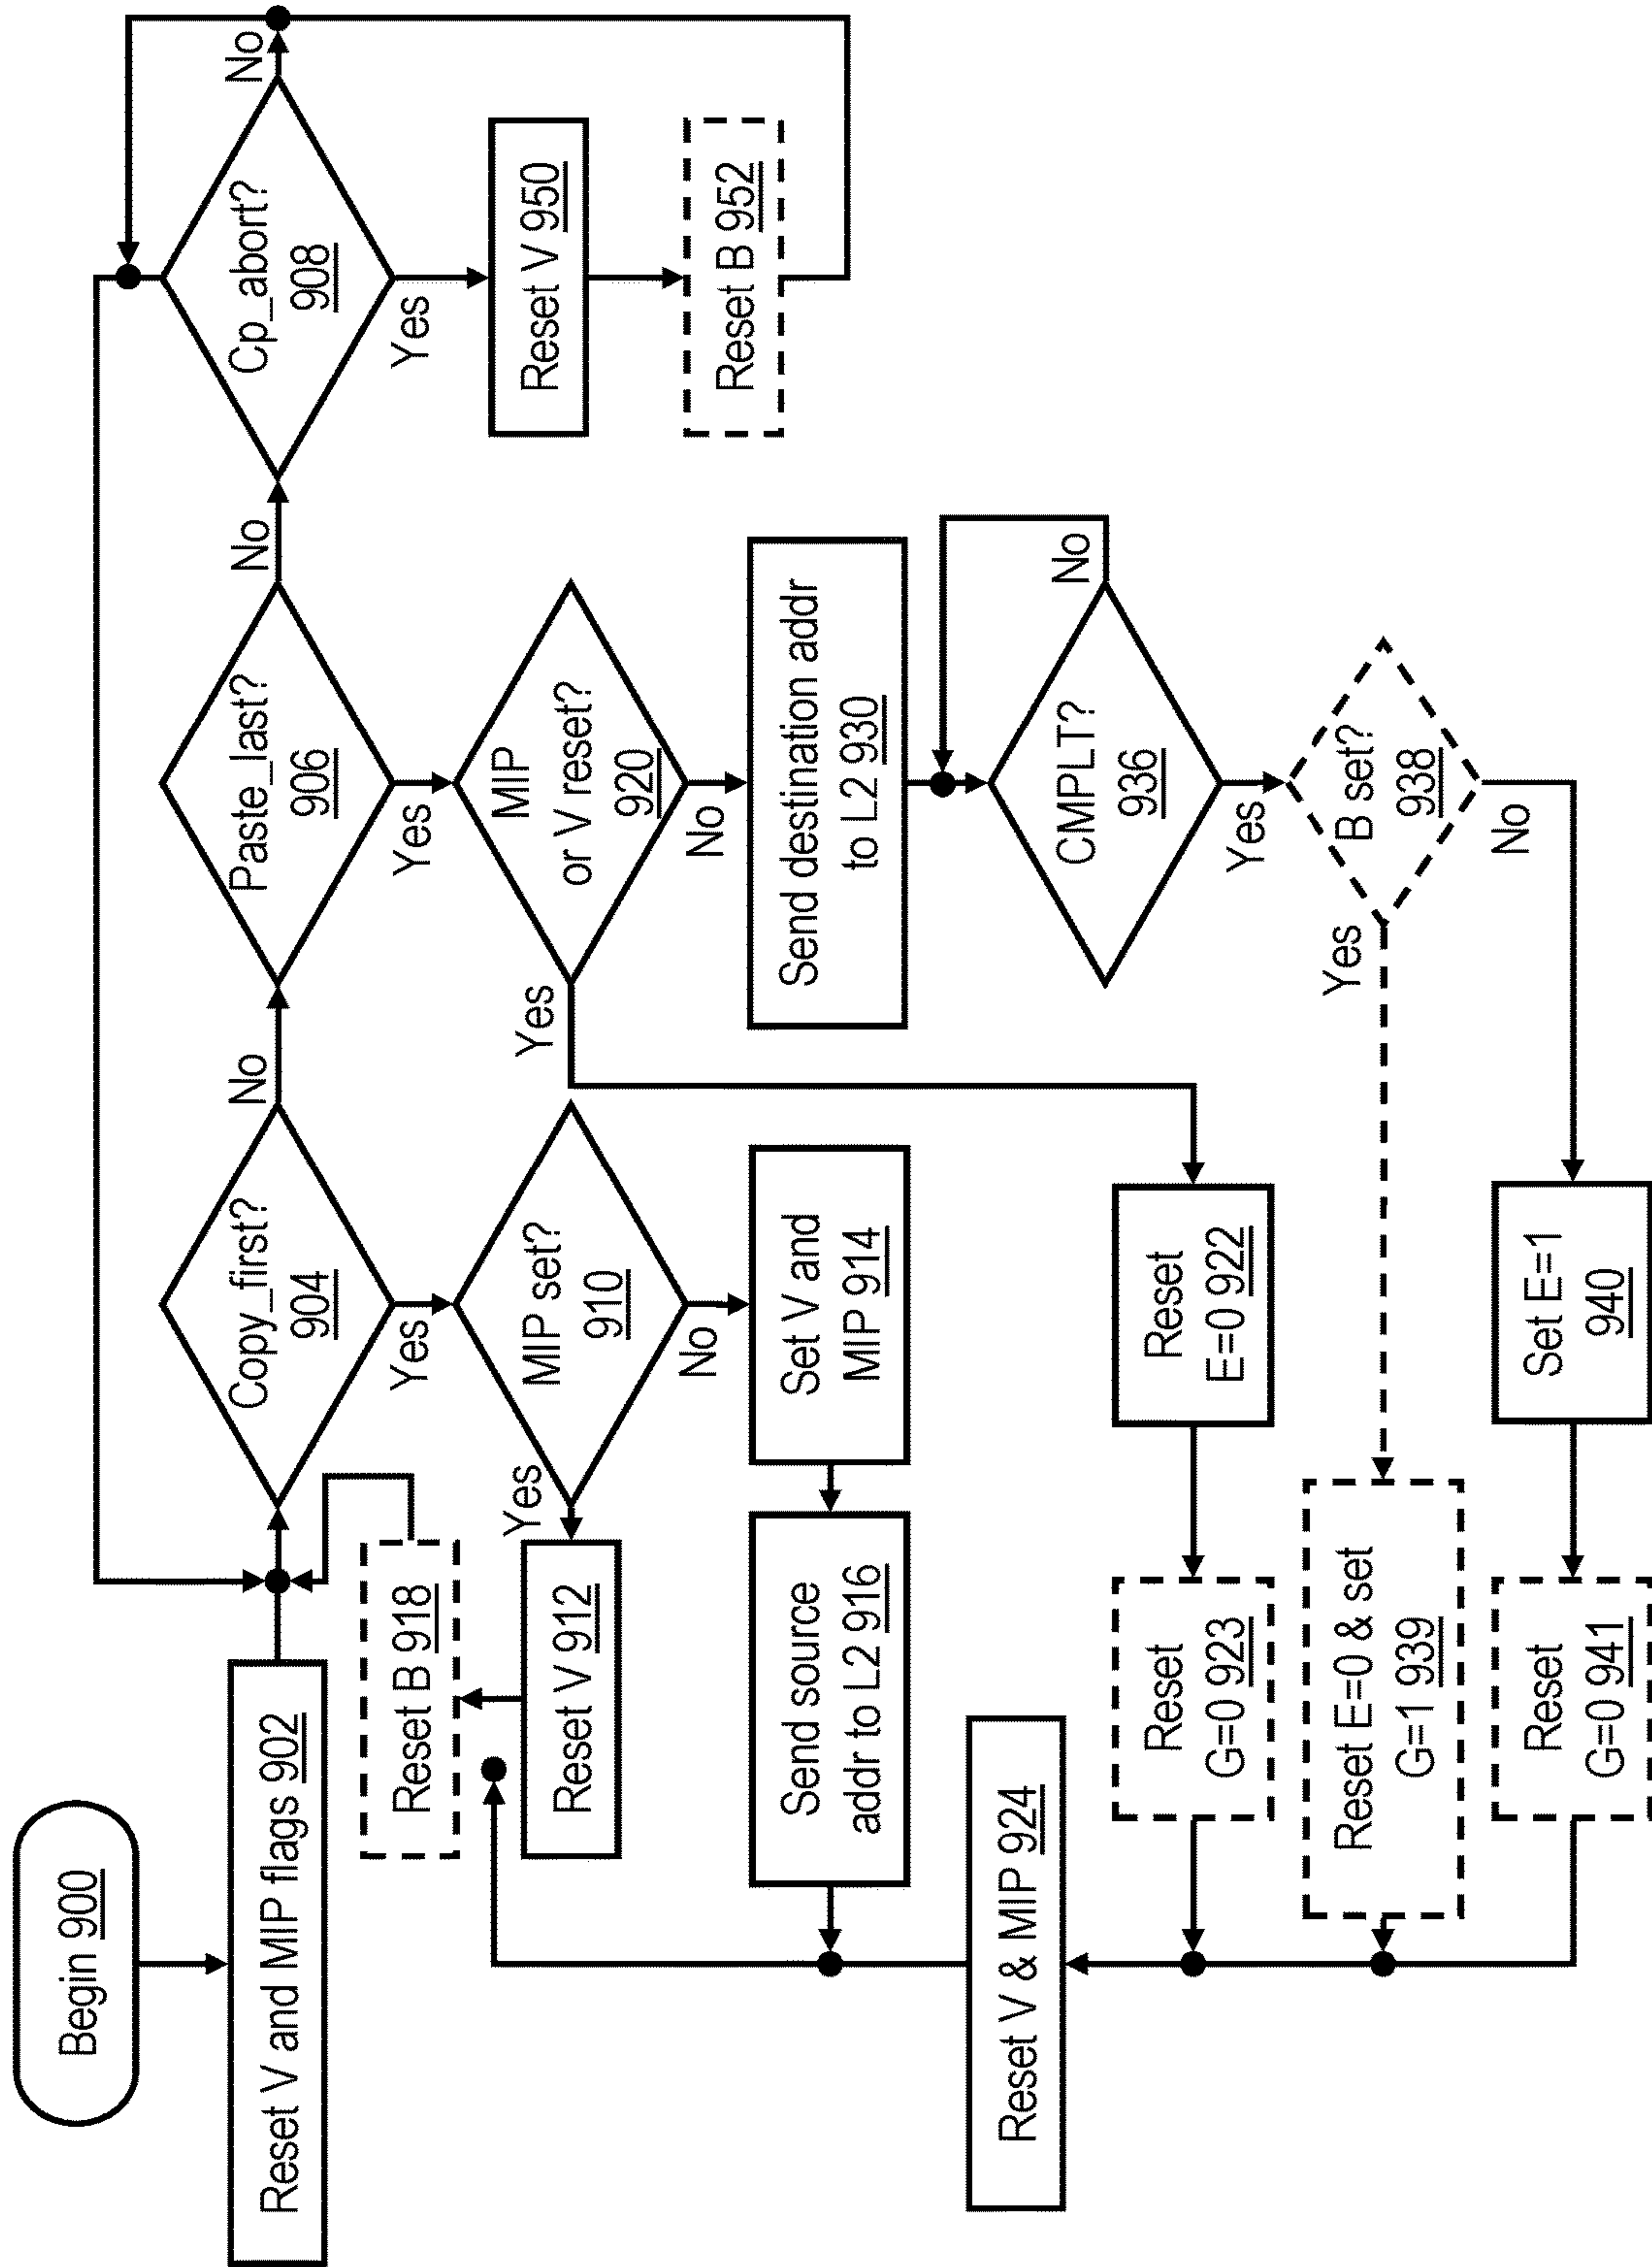 Begin 900
Reset V and MIP flags 902
Copy_first?
904
Yes
No
Paste_last?
906
Yes
No
Cp_abort?
908
Yes
No
Reset B 918
Reset V 912
Yes
MIP set?
910
No
Yes
MIP
or V reset?
920
No
Reset V 950
Reset B 952
Send source
addr to L2 916
Set V and
MIP 914
Send destination addr
to L2 930
Reset V & MIP 924
CMPLT?
936
No
Yes
Reset
G=0 923
Reset
E=0 922
Yes
B set?
938
No
Reset E=0 & set
G=1 939
Reset
G=0 941
Set E=1
940